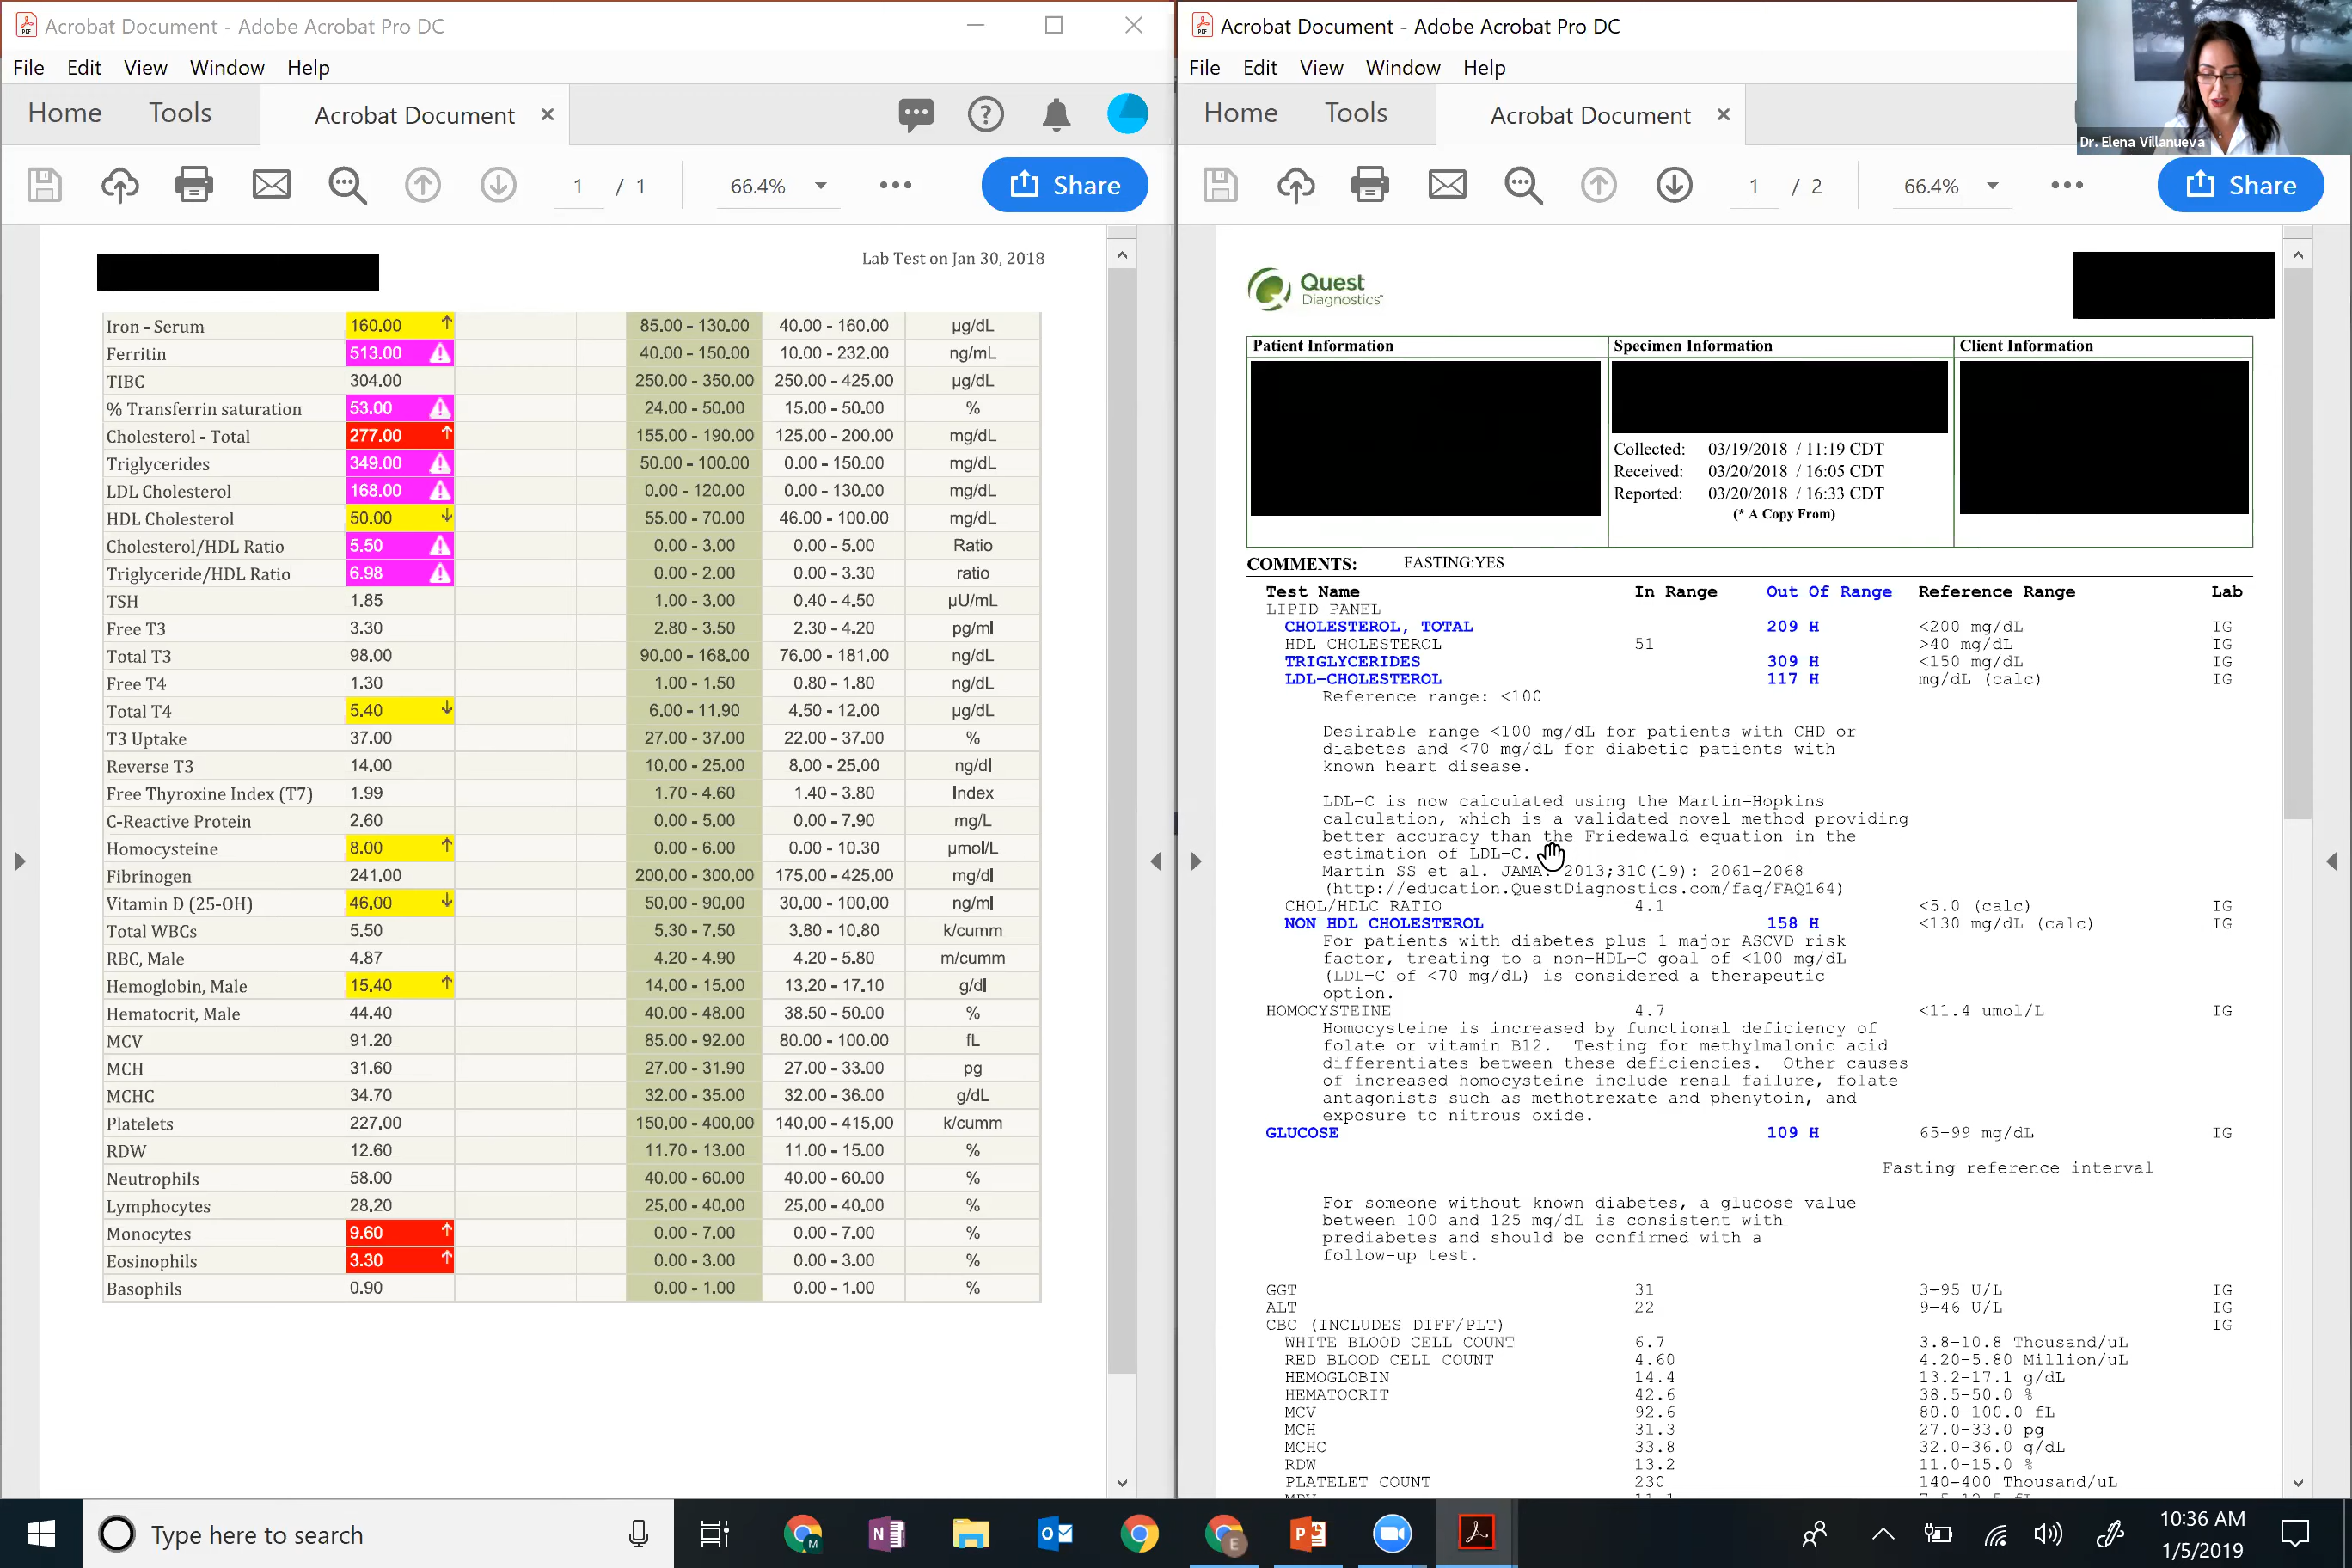 Acrobat Document - Adobe Acrobat Pro DC
File Edit View Window Help
Home Tools Acrobat Document ×
1 / 1 66.4% Share
Lab Test on Jan 30, 2018
Iron - Serum 160.00 ↑ 85.00 - 130.00 40.00 - 160.00 µg/dL
Ferritin 513.00 40.00 - 150.00 10.00 - 232.00 ng/mL
TIBC 304.00 250.00 - 350.00 250.00 - 425.00 µg/dL
% Transferrin saturation 53.00 24.00 - 50.00 15.00 - 50.00 %
Cholesterol - Total 277.00 ↑ 155.00 - 190.00 125.00 - 200.00 mg/dL
Triglycerides 349.00 50.00 - 100.00 0.00 - 150.00 mg/dL
LDL Cholesterol 168.00 0.00 - 120.00 0.00 - 130.00 mg/dL
HDL Cholesterol 50.00 ↓ 55.00 - 70.00 46.00 - 100.00 mg/dL
Cholesterol/HDL Ratio 5.50 0.00 - 3.00 0.00 - 5.00 Ratio
Triglyceride/HDL Ratio 6.98 0.00 - 2.00 0.00 - 3.30 ratio
TSH 1.85 1.00 - 3.00 0.40 - 4.50 µU/mL
Free T3 3.30 2.80 - 3.50 2.30 - 4.20 pg/ml
Total T3 98.00 90.00 - 168.00 76.00 - 181.00 ng/dL
Free T4 1.30 1.00 - 1.50 0.80 - 1.80 ng/dL
Total T4 5.40 ↓ 6.00 - 11.90 4.50 - 12.00 µg/dL
T3 Uptake 37.00 27.00 - 37.00 22.00 - 37.00 %
Reverse T3 14.00 10.00 - 25.00 8.00 - 25.00 ng/dl
Free Thyroxine Index (T7) 1.99 1.70 - 4.60 1.40 - 3.80 Index
C-Reactive Protein 2.60 0.00 - 5.00 0.00 - 7.90 mg/L
Homocysteine 8.00 ↑ 0.00 - 6.00 0.00 - 10.30 µmol/L
Fibrinogen 241.00 200.00 - 300.00 175.00 - 425.00 mg/dl
Vitamin D (25-OH) 46.00 ↓ 50.00 - 90.00 30.00 - 100.00 ng/ml
Total WBCs 5.50 5.30 - 7.50 3.80 - 10.80 k/cumm
RBC, Male 4.87 4.20 - 4.90 4.20 - 5.80 m/cumm
Hemoglobin, Male 15.40 ↑ 14.00 - 15.00 13.20 - 17.10 g/dl
Hematocrit, Male 44.40 40.00 - 48.00 38.50 - 50.00 %
MCV 91.20 85.00 - 92.00 80.00 - 100.00 fL
MCH 31.60 27.00 - 31.90 27.00 - 33.00 pg
MCHC 34.70 32.00 - 35.00 32.00 - 36.00 g/dL
Platelets 227.00 150.00 - 400.00 140.00 - 415.00 k/cumm
RDW 12.60 11.70 - 13.00 11.00 - 15.00 %
Neutrophils 58.00 40.00 - 60.00 40.00 - 60.00 %
Lymphocytes 28.20 25.00 - 40.00 25.00 - 40.00 %
Monocytes 9.60 ↑ 0.00 - 7.00 0.00 - 7.00 %
Eosinophils 3.30 ↑ 0.00 - 3.00 0.00 - 3.00 %
Basophils 0.90 0.00 - 1.00 0.00 - 1.00 %
Acrobat Document - Adobe Acrobat Pro DC
File Edit View Window Help
Dr. Elena Villanueva
Home Tools Acrobat Document ×
1 / 2 66.4% Share
Quest
Diagnostics
Patient Information Specimen Information Client Information
Collected: 03/19/2018 / 11:19 CDT
Received: 03/20/2018 / 16:05 CDT
Reported: 03/20/2018 / 16:33 CDT
(* A Copy From)
COMMENTS: FASTING:YES
Test Name In Range Out Of Range Reference Range Lab
LIPID PANEL
CHOLESTEROL, TOTAL 209 H <200 mg/dL IG
HDL CHOLESTEROL 51 >40 mg/dL IG
TRIGLYCERIDES 309 H <150 mg/dL IG
LDL-CHOLESTEROL 117 H mg/dL (calc) IG
Reference range: <100
Desirable range <100 mg/dL for patients with CHD or
diabetes and <70 mg/dL for diabetic patients with
known heart disease.
LDL-C is now calculated using the Martin-Hopkins
calculation, which is a validated novel method providing
better accuracy than the Friedewald equation in the
estimation of LDL-C.
Martin SS et al. JAMA. 2013;310(19): 2061-2068
(http://education.QuestDiagnostics.com/faq/FAQ164)
CHOL/HDLC RATIO 4.1 <5.0 (calc) IG
NON HDL CHOLESTEROL 158 H <130 mg/dL (calc) IG
For patients with diabetes plus 1 major ASCVD risk
factor, treating to a non-HDL-C goal of <100 mg/dL
(LDL-C of <70 mg/dL) is considered a therapeutic
option.
HOMOCYSTEINE 4.7 <11.4 umol/L IG
Homocysteine is increased by functional deficiency of
folate or vitamin B12. Testing for methylmalonic acid
differentiates between these deficiencies. Other causes
of increased homocysteine include renal failure, folate
antagonists such as methotrexate and phenytoin, and
exposure to nitrous oxide.
GLUCOSE 109 H 65-99 mg/dL IG
Fasting reference interval
For someone without known diabetes, a glucose value
between 100 and 125 mg/dL is consistent with
prediabetes and should be confirmed with a
follow-up test.
GGT 31 3-95 U/L IG
ALT 22 9-46 U/L IG
CBC (INCLUDES DIFF/PLT) IG
WHITE BLOOD CELL COUNT 6.7 3.8-10.8 Thousand/uL
RED BLOOD CELL COUNT 4.60 4.20-5.80 Million/uL
HEMOGLOBIN 14.4 13.2-17.1 g/dL
HEMATOCRIT 42.6 38.5-50.0 %
MCV 92.6 80.0-100.0 fL
MCH 31.3 27.0-33.0 pg
MCHC 33.8 32.0-36.0 g/dL
RDW 13.2 11.0-15.0 %
PLATELET COUNT 230 140-400 Thousand/uL
Type here to search
10:36 AM
1/5/2019